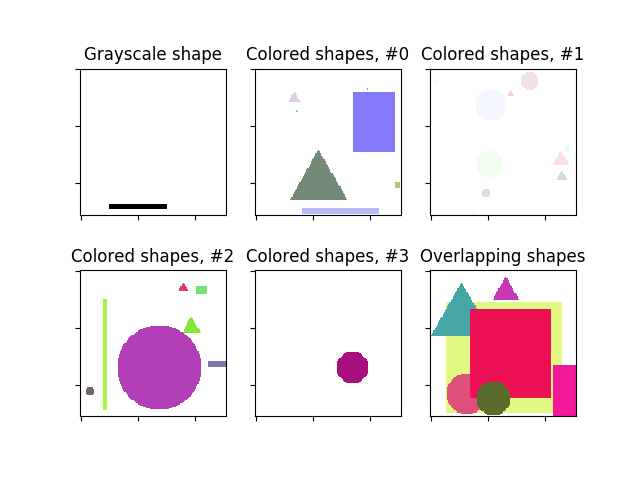 Grayscale shape
Colored shapes, #0
Colored shapes, #1
Colored shapes, #2
Colored shapes, #3
Overlapping shapes